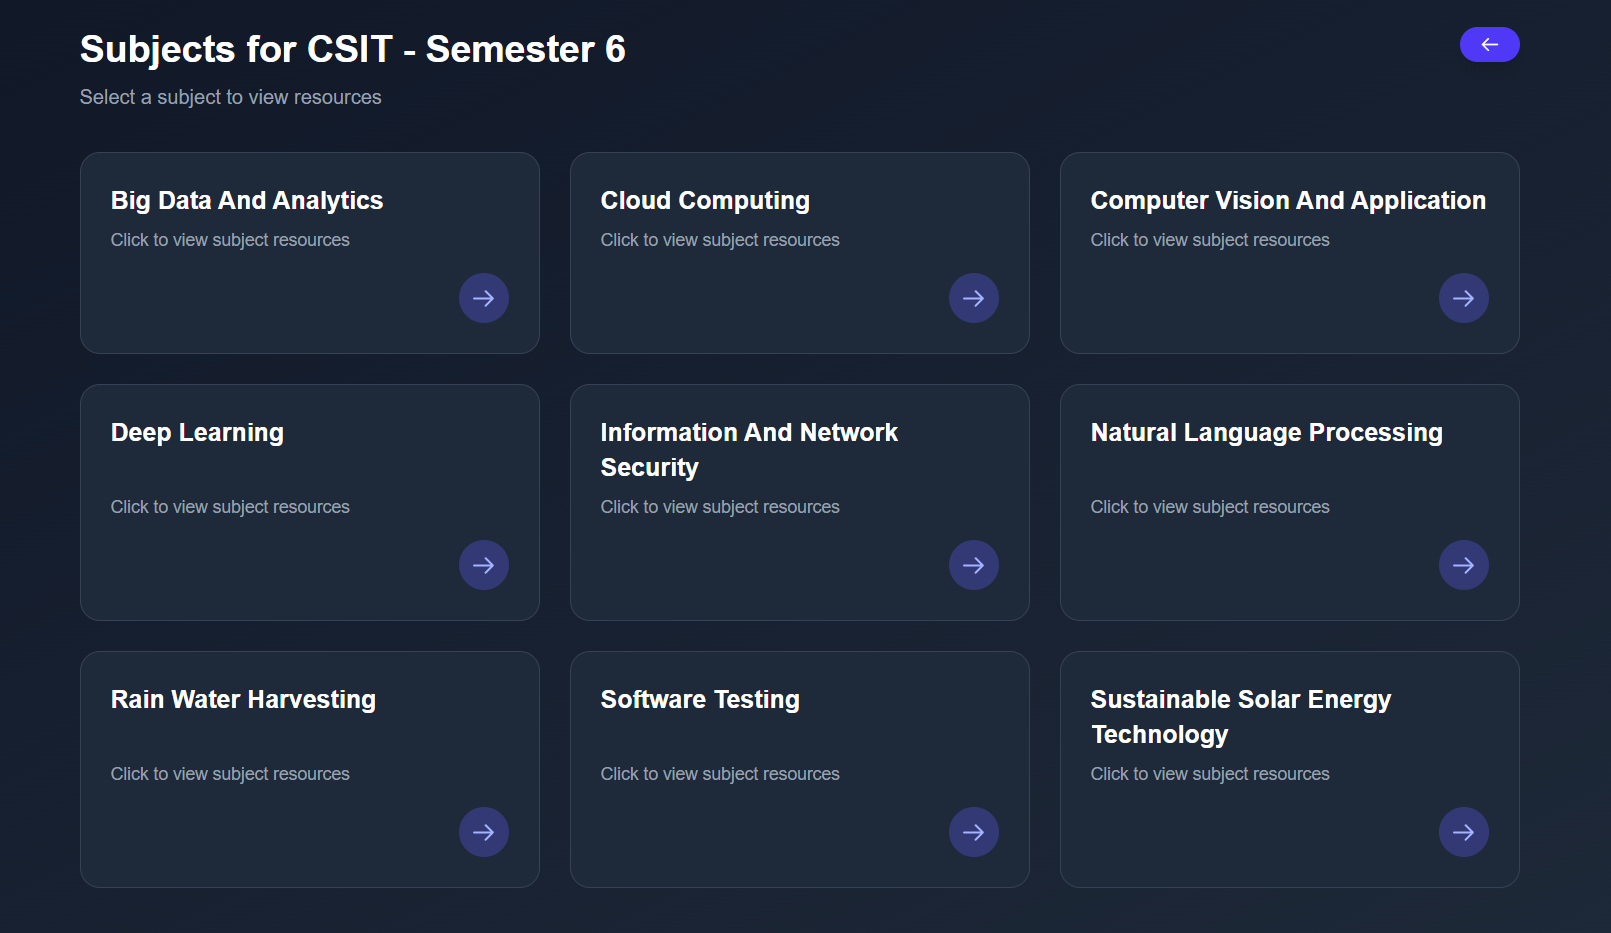 Subjects for CSIT - Semester 6
Select a subject to view resources
Big Data And Analytics
Click to view subject resources
Cloud Computing
Click to view subject resources
Computer Vision And Application
Click to view subject resources
Deep Learning
Click to view subject resources
Information And Network
Security
Click to view subject resources
Natural Language Processing
Click to view subject resources
Rain Water Harvesting
Click to view subject resources
Software Testing
Click to view subject resources
Sustainable Solar Energy
Technology
Click to view subject resources